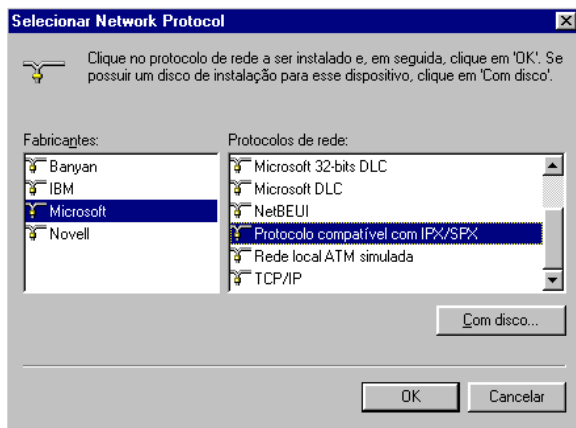 Selecionar Network Protocol
Clique no protocolo de rede a ser instalado e, em seguida, clique em 'OK'. Se
possuir um disco de instalação para esse dispositivo, clique em 'Com disco'.
Fabricantes:
Banyan
IBM
Microsoft
Novell
Protocolos de rede:
Microsoft 32-bits DLC
Microsoft DLC
NetBEUI
Protocolo compatível com IPX/SPX
Rede local ATM simulada
TCP/IP
Com disco...
OK
Cancelar